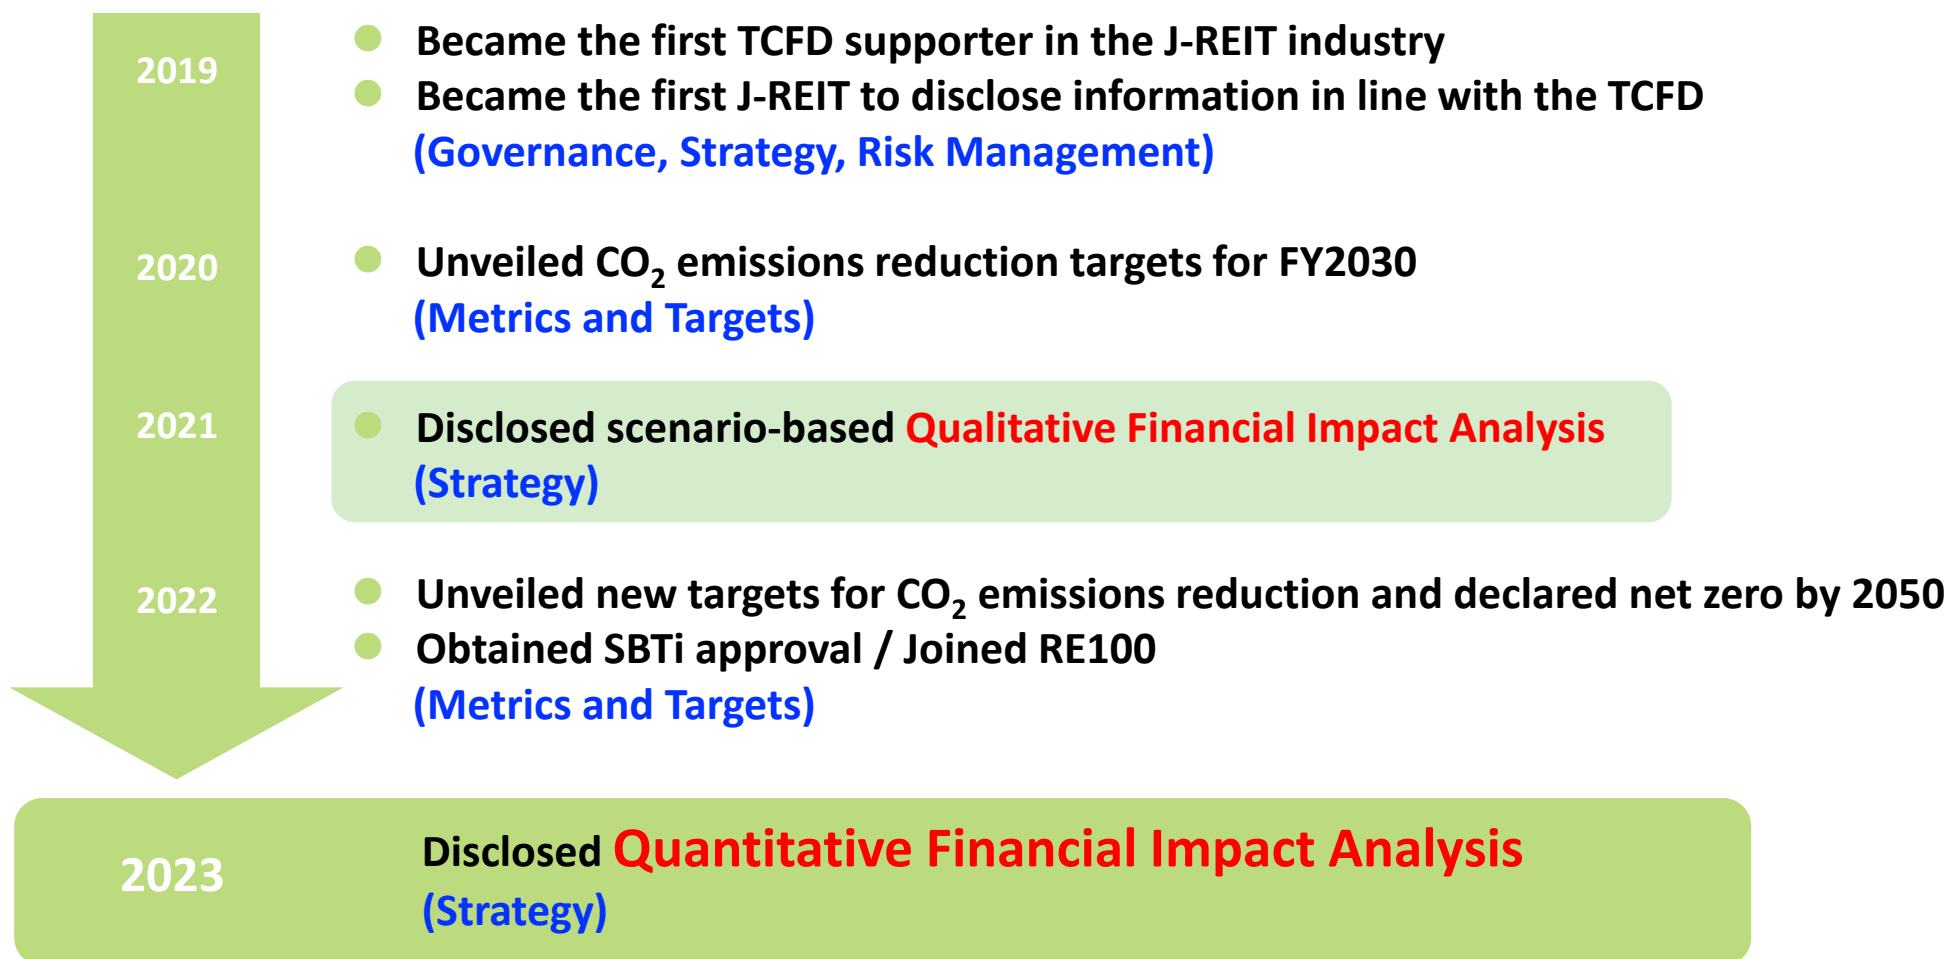 2019
● Became the first TCFD supporter in the J-REIT industry
● Became the first J-REIT to disclose information in line with the TCFD
(Governance, Strategy, Risk Management)
2020
● Unveiled CO₂ emissions reduction targets for FY2030
(Metrics and Targets)
2021
● Disclosed scenario-based Qualitative Financial Impact Analysis
(Strategy)
2022
● Unveiled new targets for CO₂ emissions reduction and declared net zero by 2050
● Obtained SBTi approval / Joined RE100
(Metrics and Targets)
2023
Disclosed Quantitative Financial Impact Analysis
(Strategy)